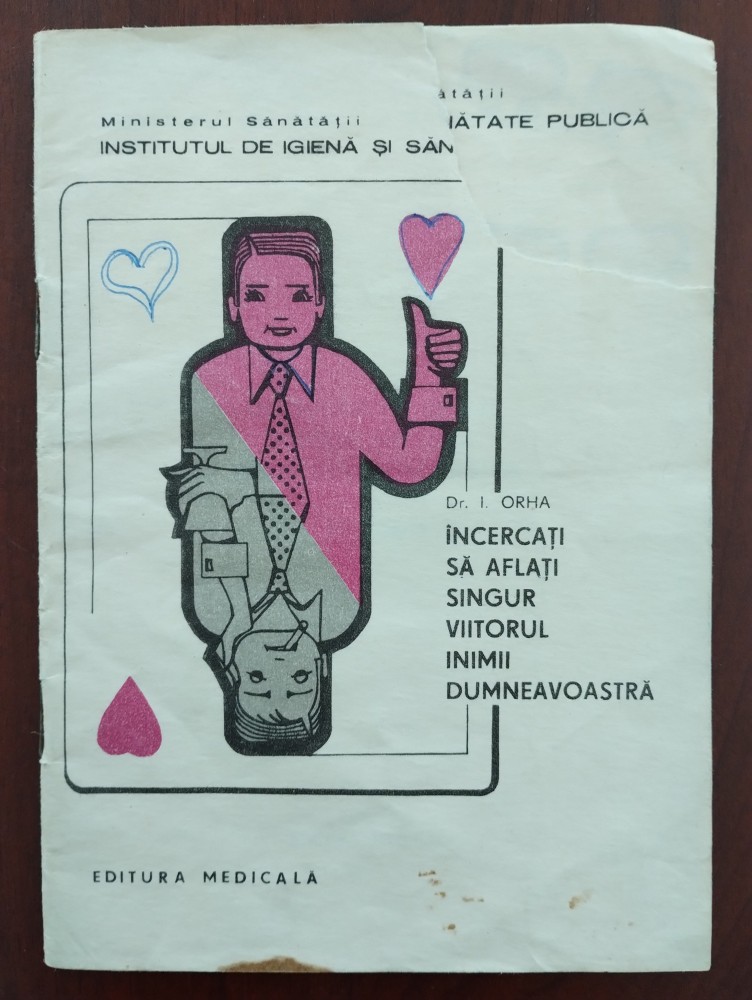 ătății
Ministerul Sănătății
IĂTATE PUBLICĂ
INSTITUTUL DE IGIENĂ ȘI SĂN
Dr. I. ORHA
ÎNCERCAȚI
SĂ AFLAȚI
SINGUR
VIITORUL
INIMII
DUMNEAVOASTRĂ
EDITURA MEDICALĂ